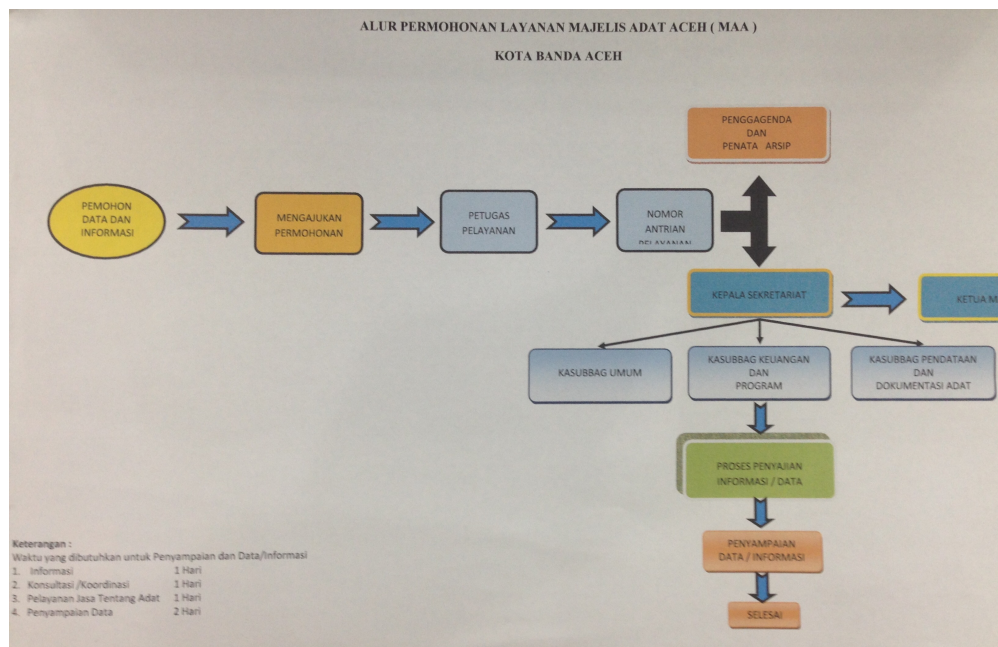 ALUR PERMOHONAN LAYANAN MAJELIS ADAT ACEH ( MAA )
KOTA BANDA ACEH
PENGGAGENDA
DAN
PENATA ARSIP
PEMOHON
DATA DAN
INFORMASI
MENGAJUKAN
PERMOHONAN
PETUGAS
PELAYANAN
NOMOR
ANTRIAN
PELAYANAN
KEPALA SEKRETARIAT
KETUA M
KASUBBAG UMUM
KASUBBAG KEUANGAN
DAN
PROGRAM
KASUBBAG PENDATAAN
DAN
DOKUMENTASI ADAT
PROSES PENYAJIAN
INFORMASI / DATA
PENYAMPAIAN
DATA / INFORMASI
SELESAI
Keterangan :
Waktu yang dibutuhkan untuk Penyampaian dan Data/Informasi
1. Informasi 1 Hari
2. Konsultasi /Koordinasi 1 Hari
3. Pelayanan Jasa Tentang Adat 1 Hari
4. Penyampaian Data 2 Hari